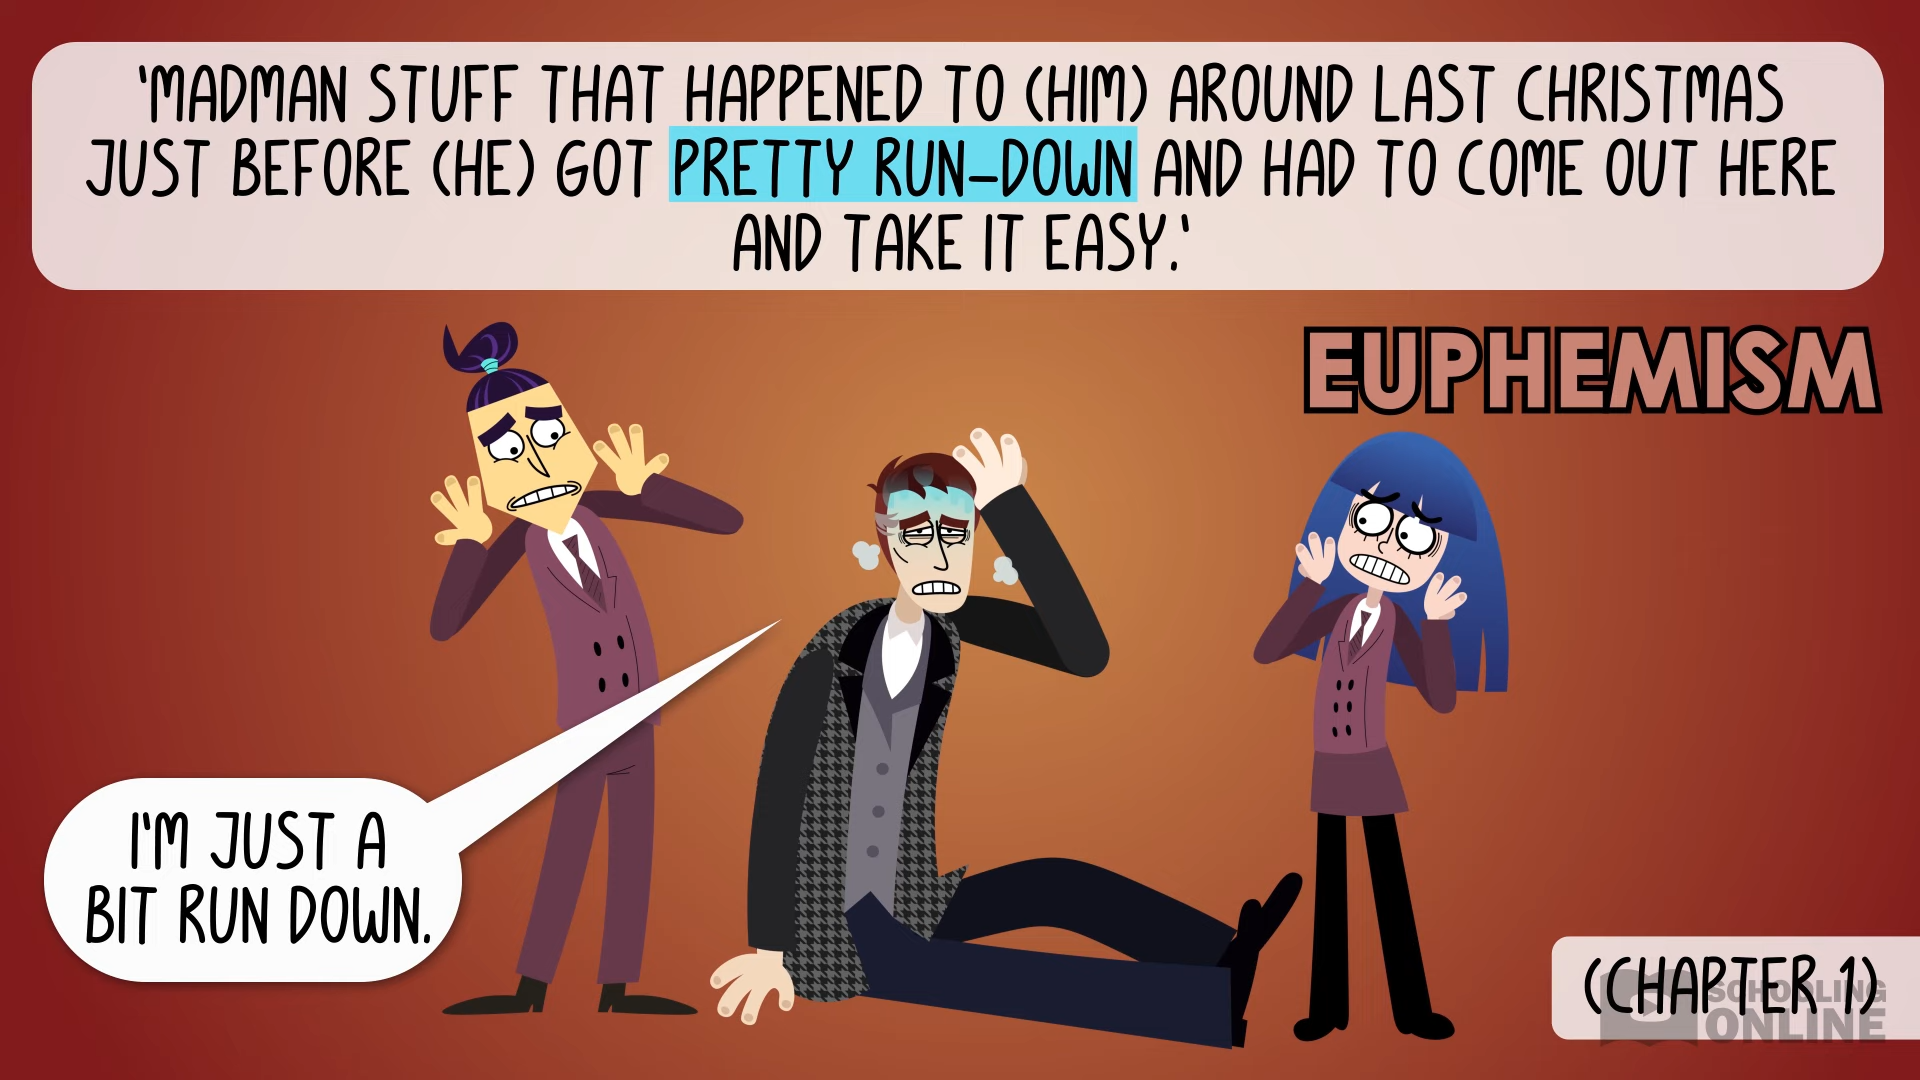 'MADMAN STUFF THAT HAPPENED TO (HIM) AROUND LAST CHRISTMAS
JUST BEFORE (HE) GOT PRETTY RUN-DOWN AND HAD TO COME OUT HERE
AND TAKE IT EASY.'
EUPHEMISM
I'M JUST A
BIT RUN DOWN.
(CHAPTER 1)
SCHOOLING
ONLINE